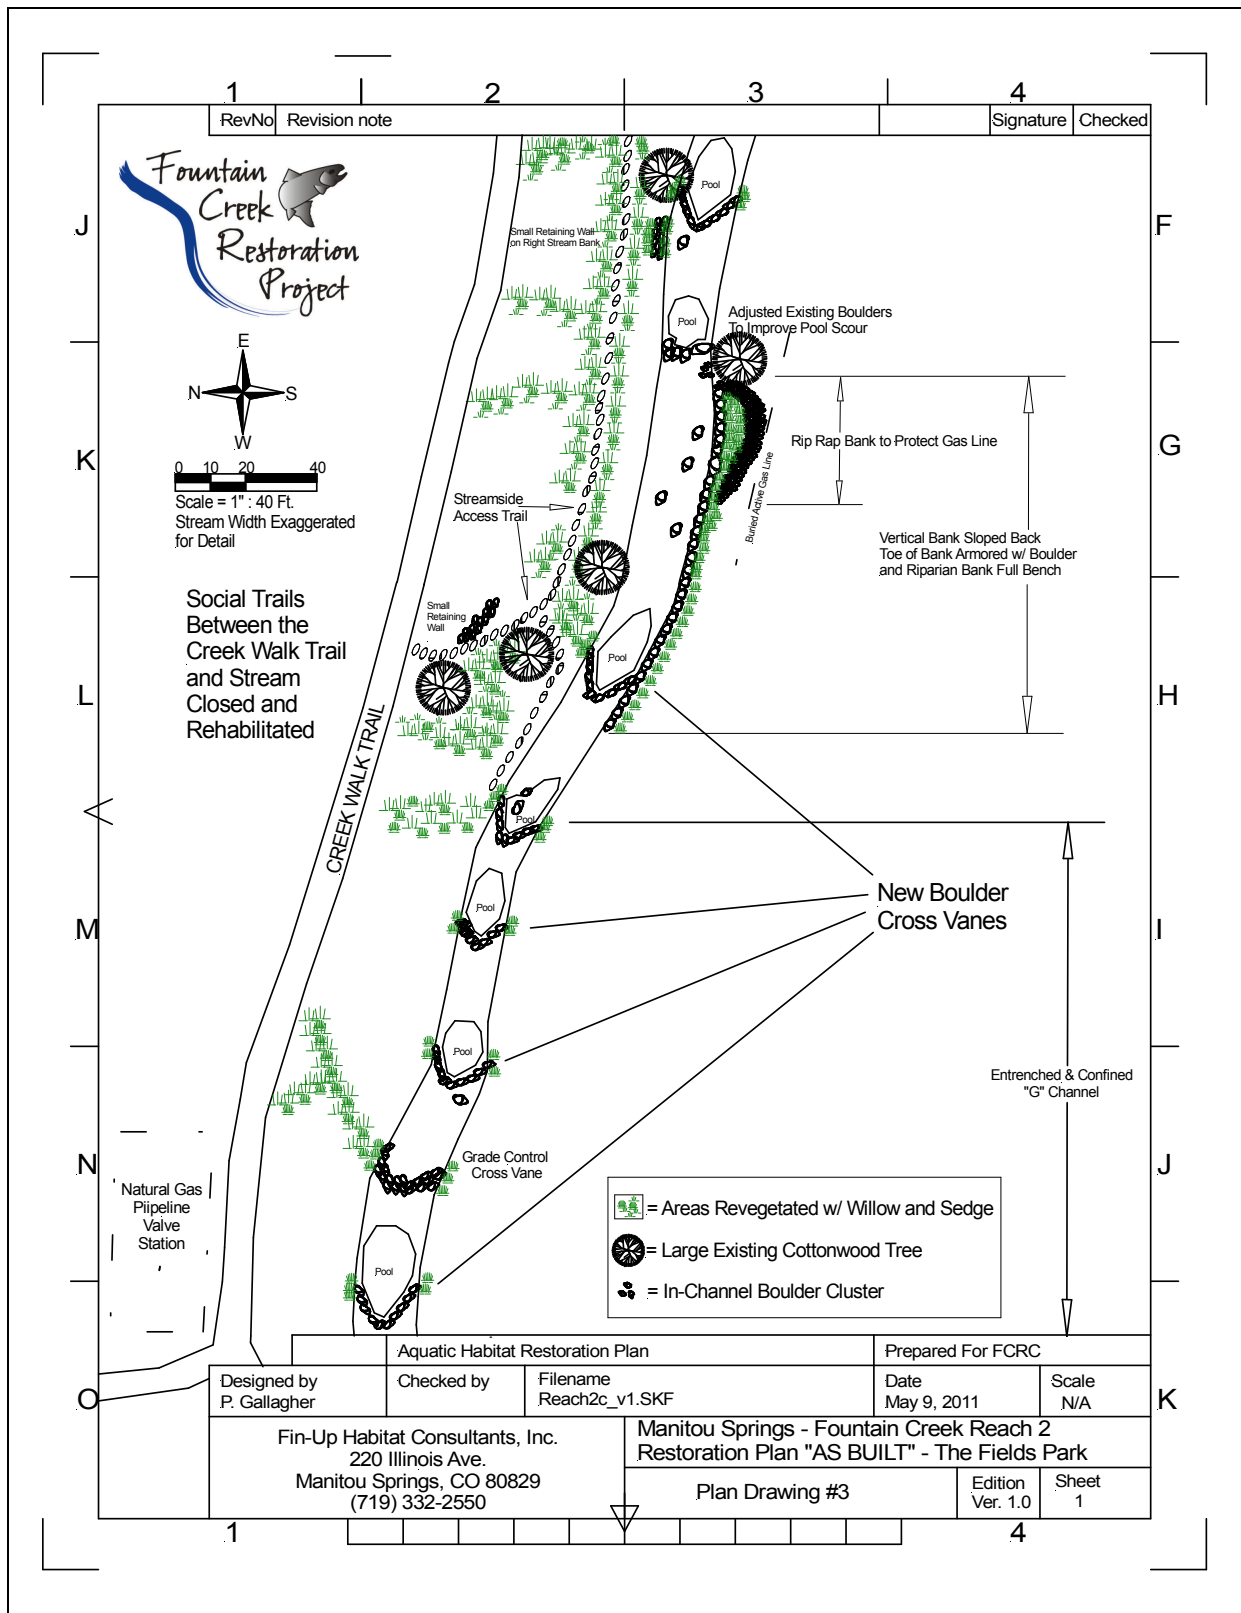 1 2 3 4
RevNo Revision note Signature Checked
Fountain
Creek
Restoration
Project
J
F
Pool
Small Retaining Wall
on Right Stream Bank
Adjusted Existing Boulders
To Improve Pool Scour
Pool
E
N S
W
K
G
Rip Rap Bank to Protect Gas Line
0 10 20 40
Scale = 1" : 40 Ft.
Stream Width Exaggerated
for Detail
Streamside
Access Trail
Buried Active Gas Line
Vertical Bank Sloped Back
Toe of Bank Armored w/ Boulder
and Riparian Bank Full Bench
Social Trails
Between the
Creek Walk Trail
and Stream
Closed and
Rehabilitated
Small
Retaining
Wall
Pool
L
H
CREEK WALK TRAIL
Pool
New Boulder
Cross Vanes
Pool
M
I
Pool
Entrenched & Confined
"G" Channel
Grade Control
Cross Vane
N
J
Natural Gas
Piipeline
Valve
Station
= Areas Revegetated w/ Willow and Sedge
= Large Existing Cottonwood Tree
= In-Channel Boulder Cluster
Pool
Aquatic Habitat Restoration Plan Prepared For FCRC
O
K
Designed by Checked by Filename Date Scale
P. Gallagher Reach2c_v1.SKF May 9, 2011 N/A
Fin-Up Habitat Consultants, Inc.
220 Illinois Ave.
Manitou Springs, CO 80829
(719) 332-2550
Manitou Springs - Fountain Creek Reach 2
Restoration Plan "AS BUILT" - The Fields Park
Plan Drawing #3
Edition Sheet
Ver. 1.0 1
1 4